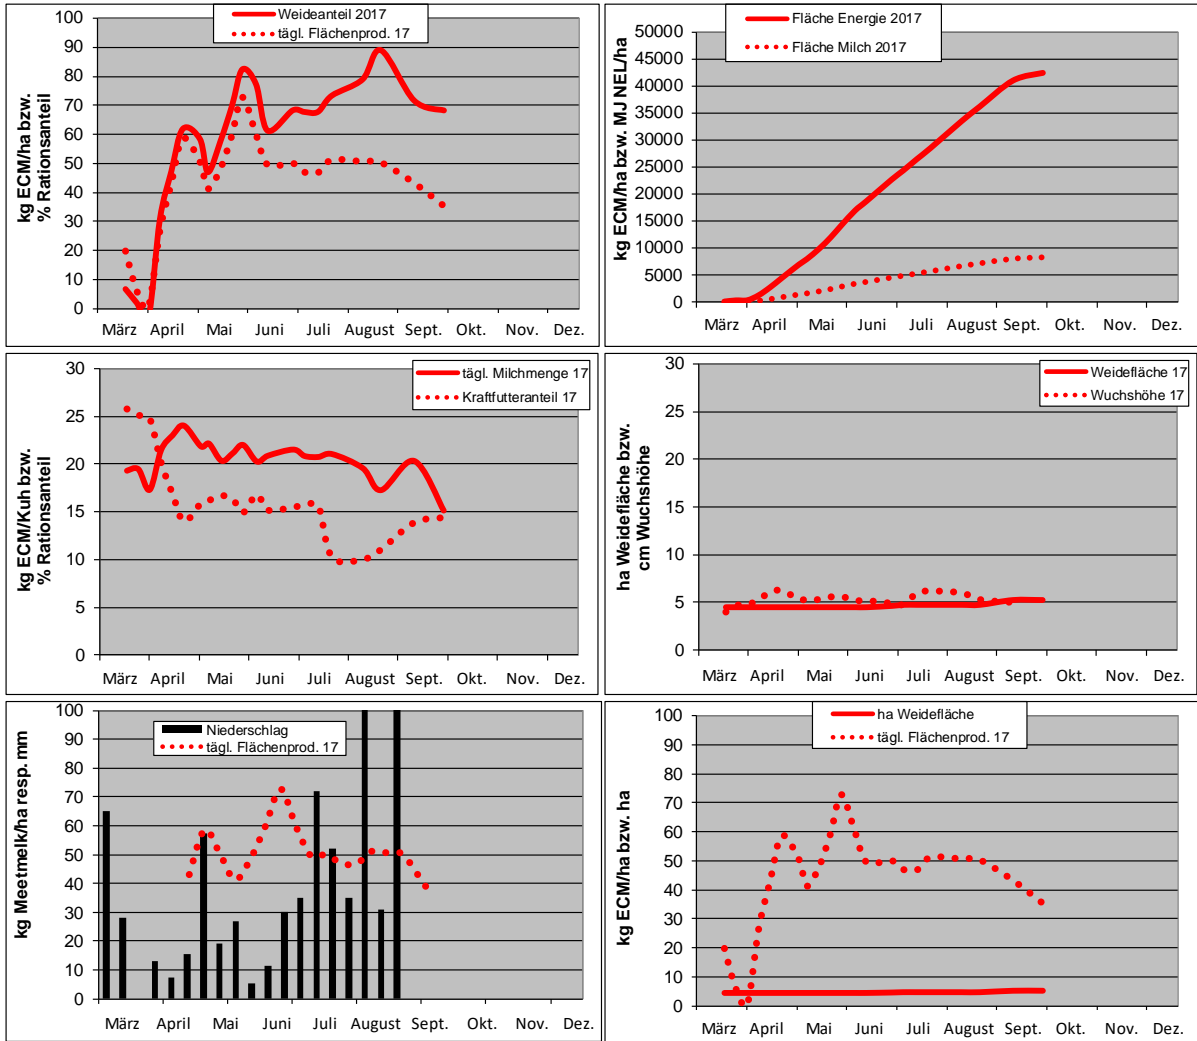 Weideanteil 2017
tägl. Flächenprod. 17
kg ECM/ha bzw.
% Rationsanteil
100
90
80
70
60
50
40
30
20
10
0
März April Mai Juni Juli August Sept. Okt. Nov. Dez.
Fläche Energie 2017
Fläche Milch 2017
kg ECM/ha bzw. MJ NEL/ha
50000
45000
40000
35000
30000
25000
20000
15000
10000
5000
0
März April Mai Juni Juli August Sept. Okt. Nov. Dez.
tägl. Milchmenge 17
Kraftfutteranteil 17
kg ECM/Kuh bzw.
% Rationsanteil
30
25
20
15
10
5
0
März April Mai Juni Juli August Sept. Okt. Nov. Dez.
Weidefläche 17
Wuchshöhe 17
ha Weidefläche bzw.
cm Wuchshöhe
30
25
20
15
10
5
0
März April Mai Juni Juli August Sept. Okt. Nov. Dez.
Niederschlag
tägl. Flächenprod. 17
kg Meetmelk/ha resp. mm
100
90
80
70
60
50
40
30
20
10
0
März April Mai Juni Juli August Sept. Okt. Nov. Dez.
ha Weidefläche
tägl. Flächenprod. 17
kg ECM/ha bzw. ha
100
90
80
70
60
50
40
30
20
10
0
März April Mai Juni Juli August Sept. Okt. Nov. Dez.